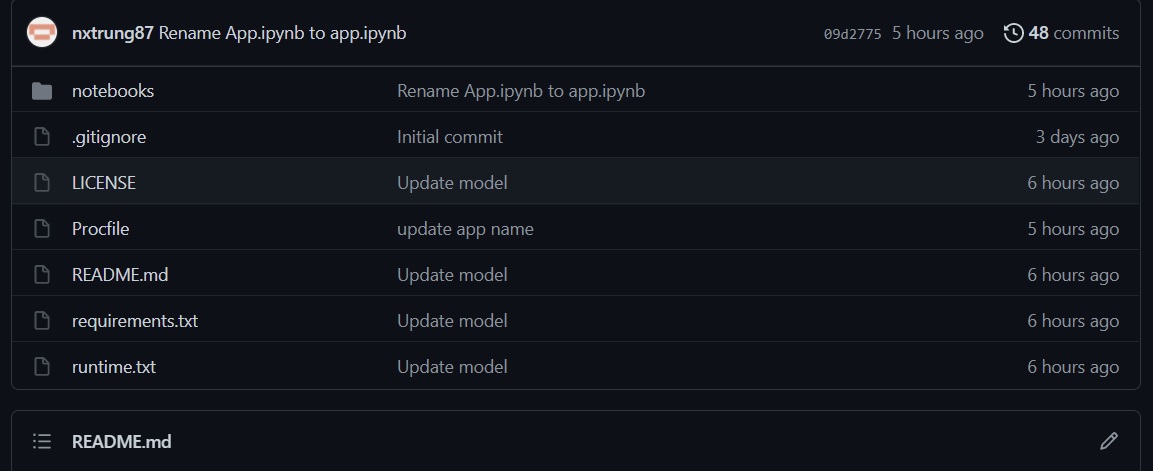 nxtrung87 Rename App.ipynb to app.ipynb 09d2775 5 hours ago 48 commits
notebooks Rename App.ipynb to app.ipynb 5 hours ago
.gitignore Initial commit 3 days ago
LICENSE Update model 6 hours ago
Procfile update app name 5 hours ago
README.md Update model 6 hours ago
requirements.txt Update model 6 hours ago
runtime.txt Update model 6 hours ago
README.md